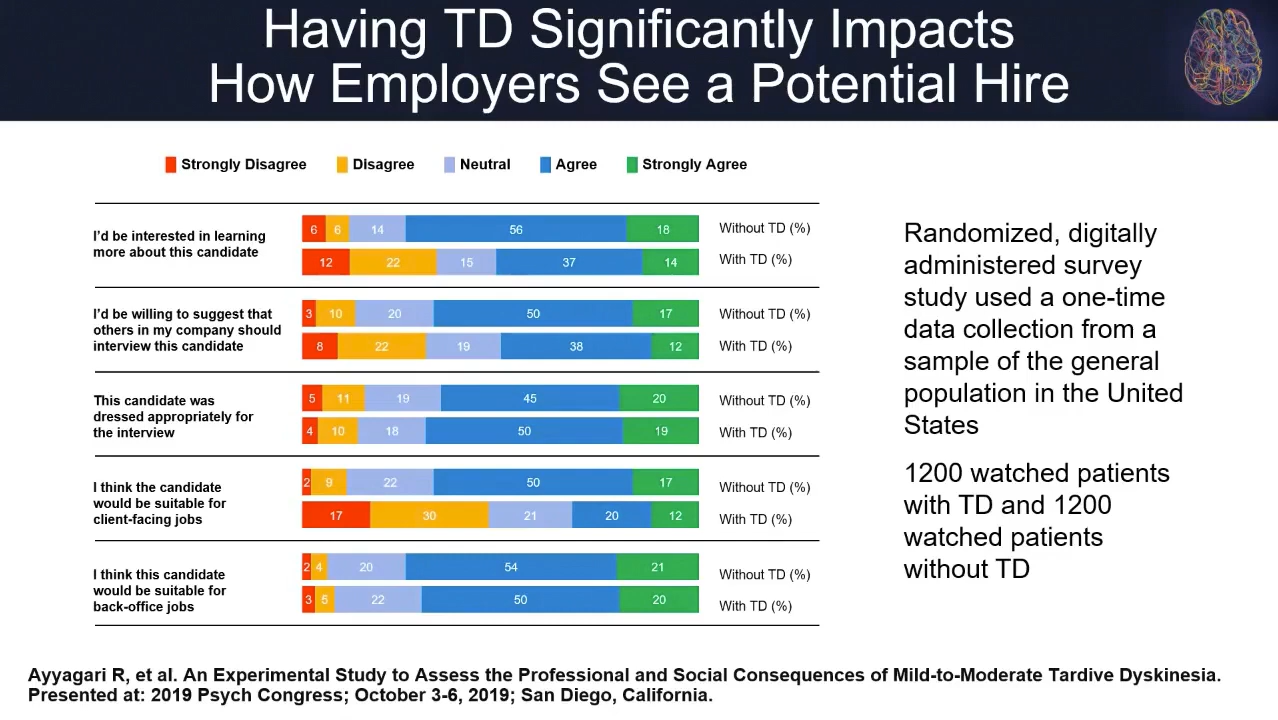 Having TD Significantly Impacts
How Employers See a Potential Hire
Strongly Disagree Disagree Neutral Agree Strongly Agree
I'd be interested in learning
more about this candidate
6 6 14 56 18 Without TD (%)
12 22 15 37 14 With TD (%)
I'd be willing to suggest that
others in my company should
interview this candidate
3 10 20 50 17 Without TD (%)
8 22 19 38 12 With TD (%)
This candidate was
dressed appropriately for
the interview
5 11 19 45 20 Without TD (%)
4 10 18 50 19 With TD (%)
I think the candidate
would be suitable for
client-facing jobs
2 9 22 50 17 Without TD (%)
17 30 21 20 12 With TD (%)
I think this candidate
would be suitable for
back-office jobs
2 4 20 54 21 Without TD (%)
3 5 22 50 20 With TD (%)
Randomized, digitally
administered survey
study used a one-time
data collection from a
sample of the general
population in the United
States
1200 watched patients
with TD and 1200
watched patients
without TD
Ayyagari R, et al. An Experimental Study to Assess the Professional and Social Consequences of Mild-to-Moderate Tardive Dyskinesia.
Presented at: 2019 Psych Congress; October 3-6, 2019; San Diego, California.